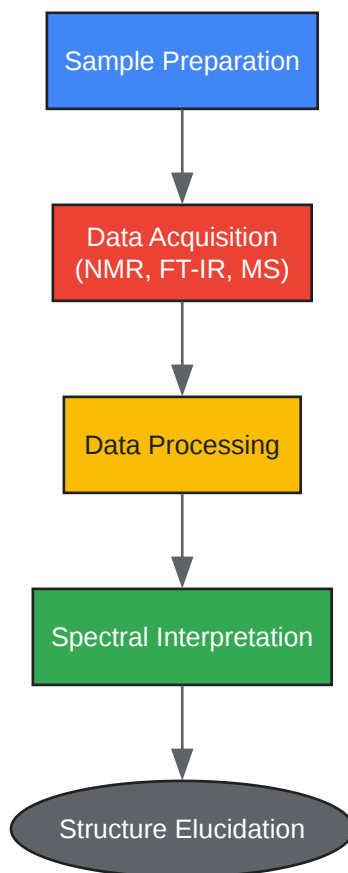 Sample Preparation
Data Acquisition
(NMR, FT-IR, MS)
Data Processing
Spectral Interpretation
Structure Elucidation